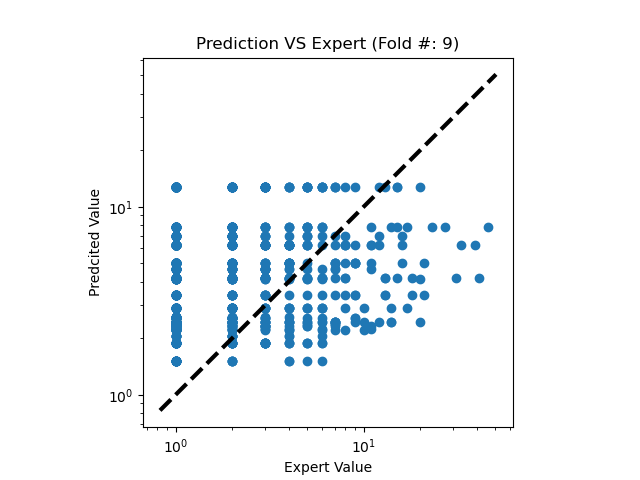 Prediction VS Expert (Fold #: 9)
Predcited Value
10¹
10⁰
10⁰ 10¹
Expert Value